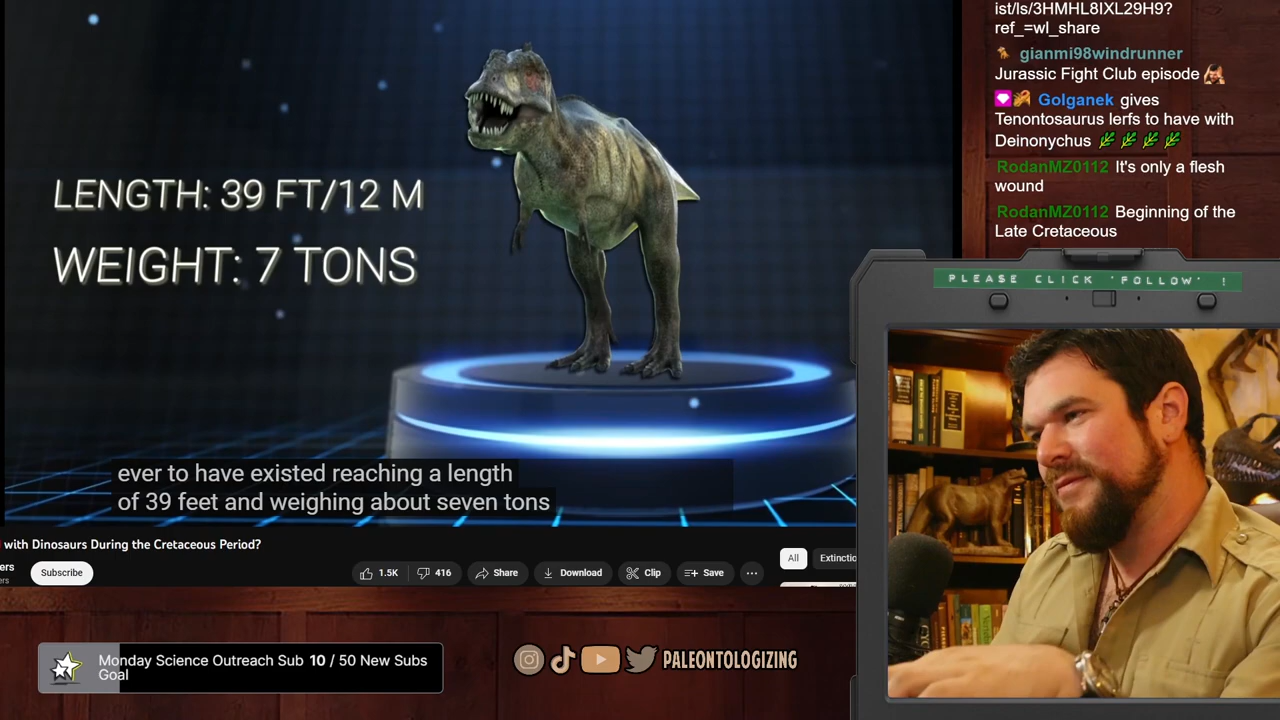 LENGTH: 39 FT/12 M
WEIGHT: 7 TONS
ever to have existed reaching a length
of 39 feet and weighing about seven tons
with Dinosaurs During the Cretaceous Period?
ers
ers
Subscribe
1.5K
416
Share
Download
Clip
Save
All
Extinctio
Monday Science Outreach Sub 10 / 50 New Subs
Goal
PALEONTOLOGIZING
ist/ls/3HMHL8IXL29H9?
ref_=wl_share
gianmi98windrunner
Jurassic Fight Club episode
Golganek gives
Tenontosaurus lerfs to have with
Deinonychus
RodanMZ0112 It's only a flesh
wound
RodanMZ0112 Beginning of the
Late Cretaceous
PLEASE CLICK 'FOLLOW' !